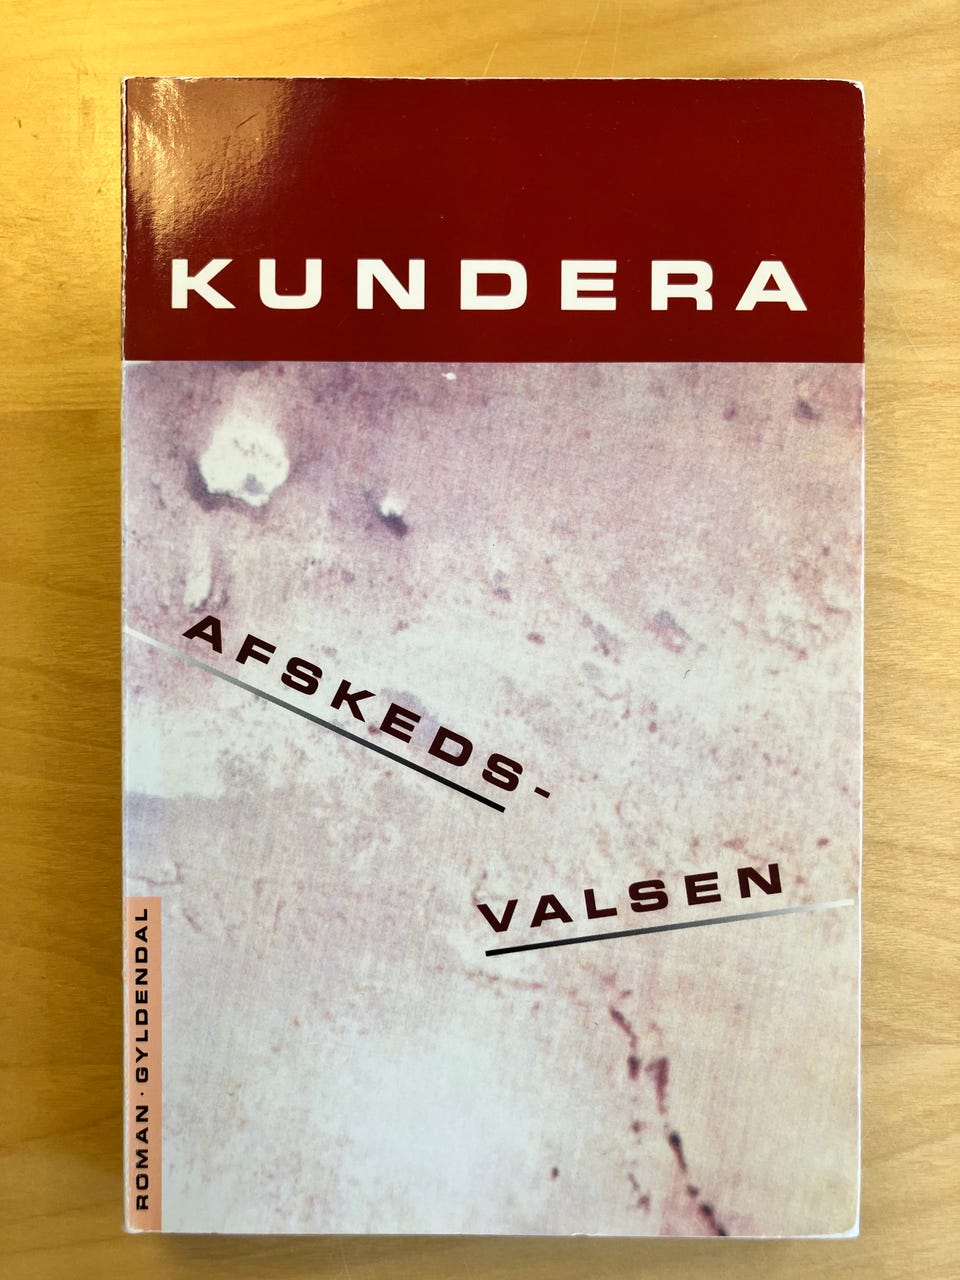 KUNDERA
AFSKEDS-
VALSEN
ROMAN · GYLDENDAL